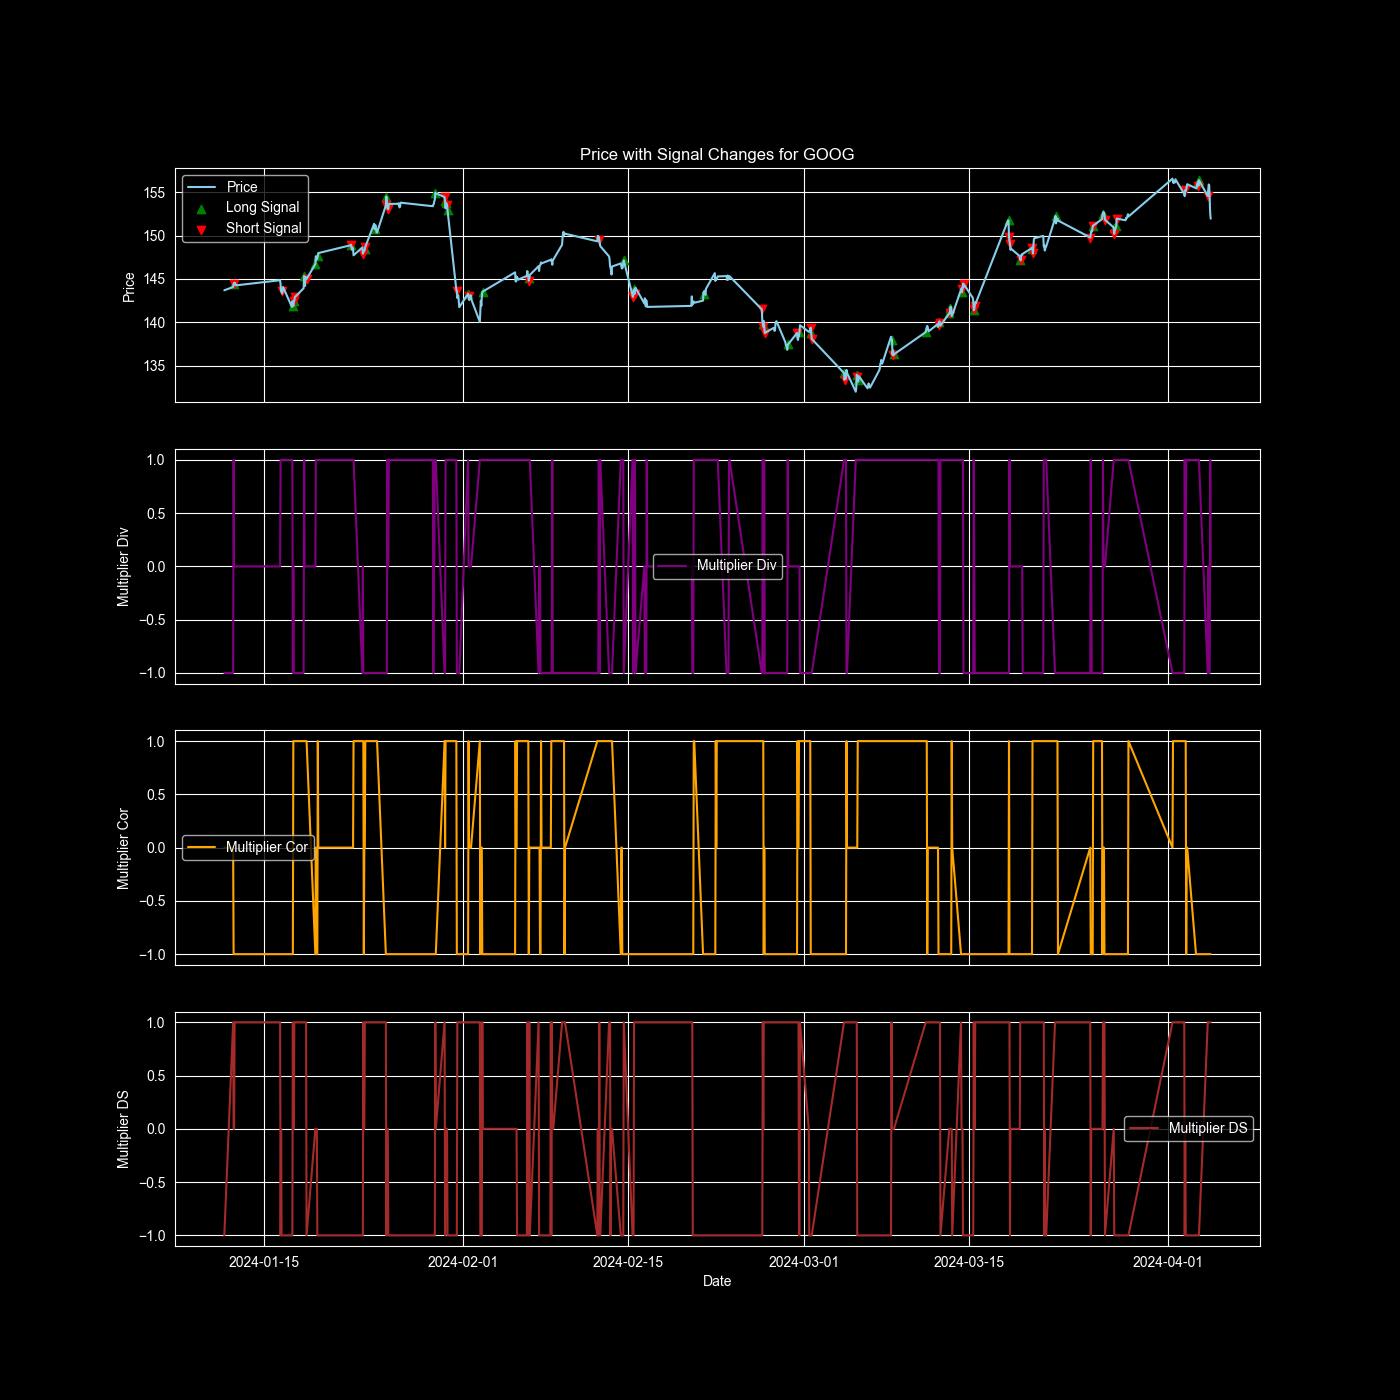 Price with Signal Changes for GOOG
Price
Long Signal
Short Signal
155
150
145
140
135
Price
1.0
0.5
0.0
−0.5
−1.0
Multiplier Div
Multiplier Div
1.0
0.5
0.0
−0.5
−1.0
Multiplier Cor
Multiplier Cor
1.0
0.5
0.0
−0.5
−1.0
Multiplier DS
Multiplier DS
2024-01-15 2024-02-01 2024-02-15 2024-03-01 2024-03-15 2024-04-01
Date